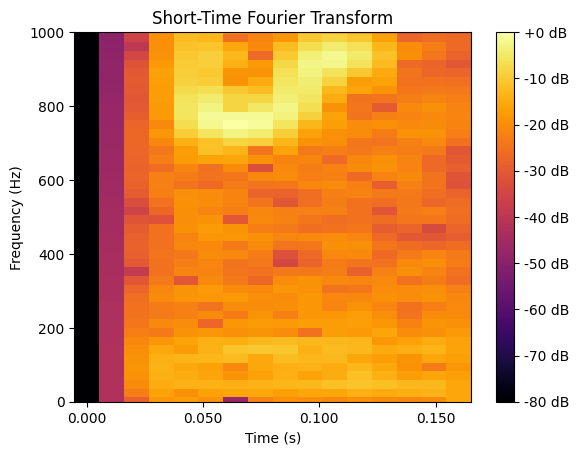 Short-Time Fourier Transform
Frequency (Hz)
1000
800
600
400
200
0
0.000
0.050
0.100
0.150
Time (s)
+0 dB
-10 dB
-20 dB
-30 dB
-40 dB
-50 dB
-60 dB
-70 dB
-80 dB